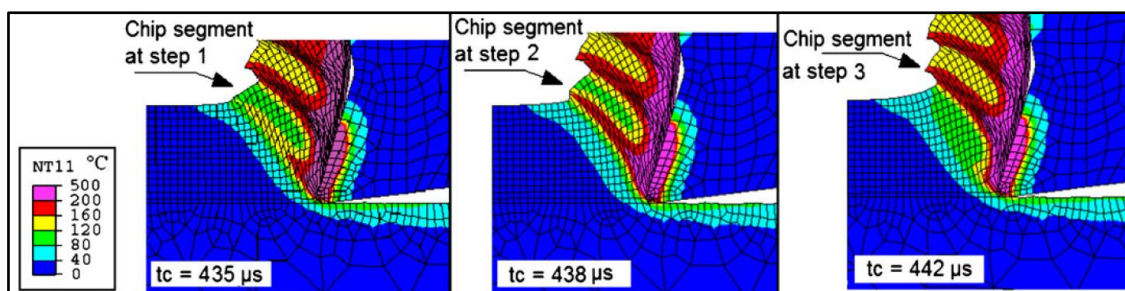 Chip segment
at step 1
Chip segment
at step 2
Chip segment
at step 3
NT11 °C
500
200
160
120
80
40
0
tc = 435 µs
tc = 438 µs
tc = 442 µs